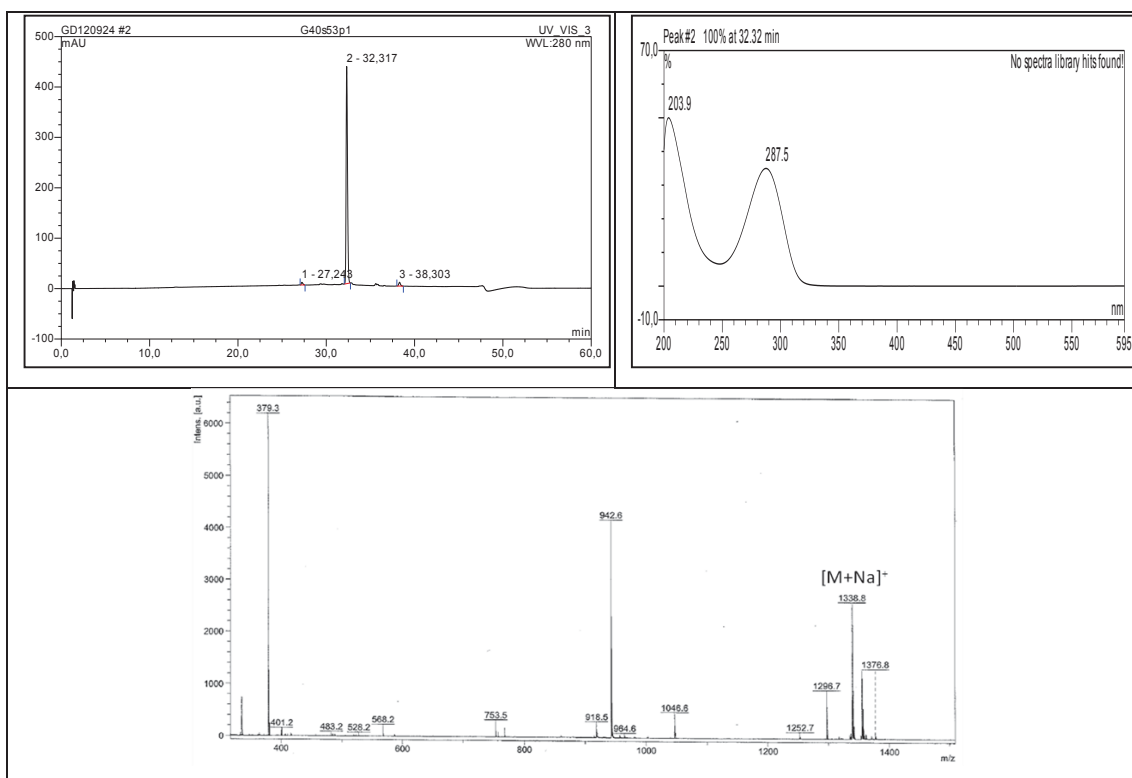 GD120924 #2 G40s53p1 UV_VIS_3
mAU WVL:280 nm
500
400
300
200
100
0
-100
2 - 32,317
1 - 27,243 3 - 38,303
min
0,0 10,0 20,0 30,0 40,0 50,0 60,0
Peak #2 100% at 32.32 min
70,0
%
No spectra library hits found!
203.9
287.5
-10,0
nm
200 250 300 350 400 450 500 550 595
Intens. [a.u.]
6000
5000
4000
3000
2000
1000
0
379.3
942.6
[M+Na]⁺
1338.8
1376.8
1296.7
401.2
483.2
528.2
568.2
753.5
918.5
964.6
1252.7
400 600 800 1000 1200 1400
m/z